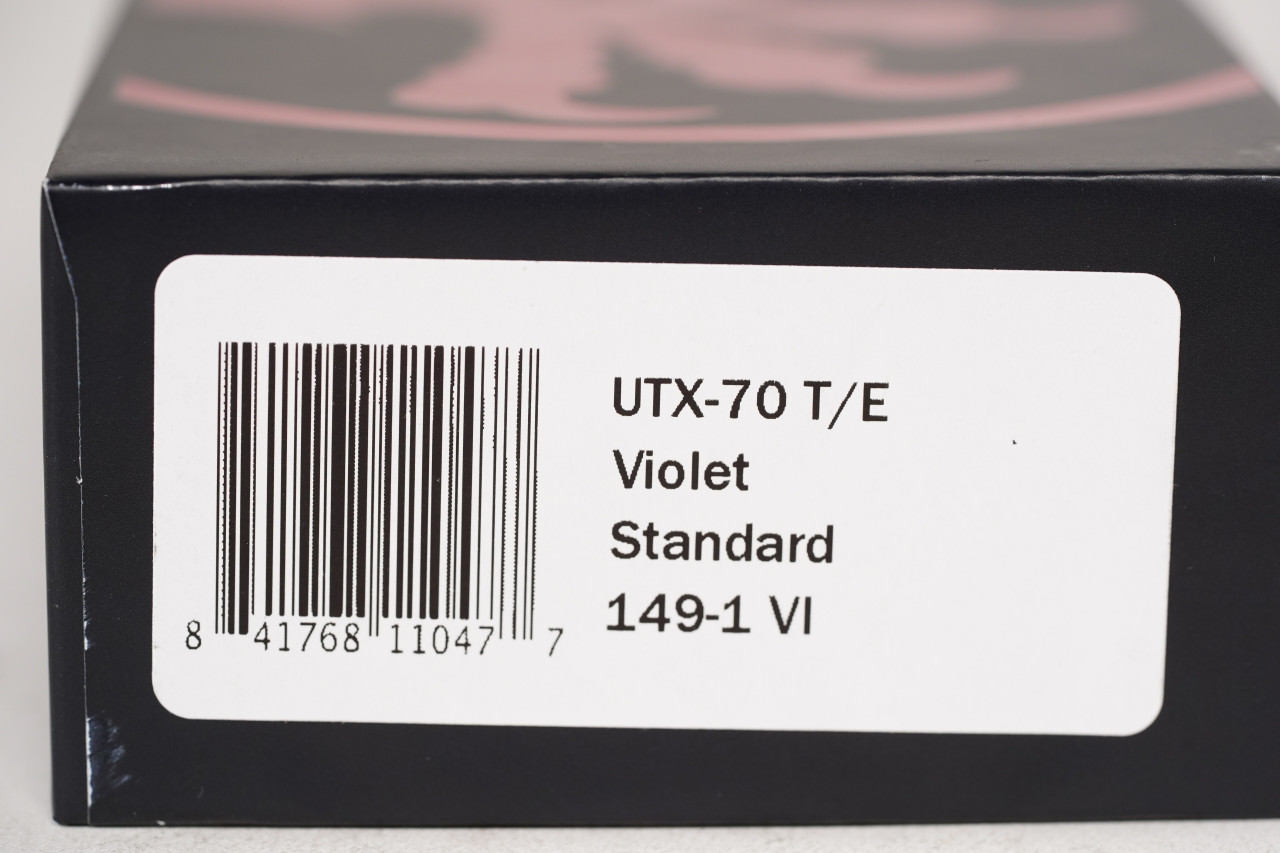 UTX-70 T/E
Violet
Standard
149-1 VI
8 41768 11047 7